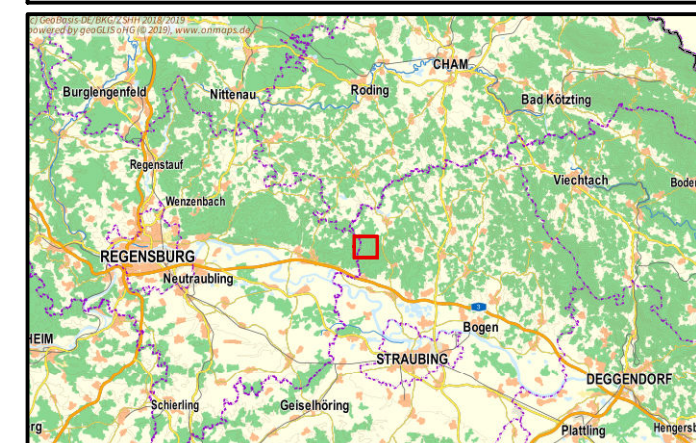 (c) GeoBasis-DE/BKG/ZSHH 2018/2019
powered by geoGLIS oHG (© 2019), www.onmaps.de
CHAM
Burglengenfeld
Nittenau
Roding
Bad Kötzting
Regenstauf
Viechtach
Boden
Wenzenbach
REGENSBURG
Neutraubling
3
Bogen
HEIM
STRAUBING
DEGGENDORF
Schierling
Geiselhöring
rg
Plattling
Hengersb